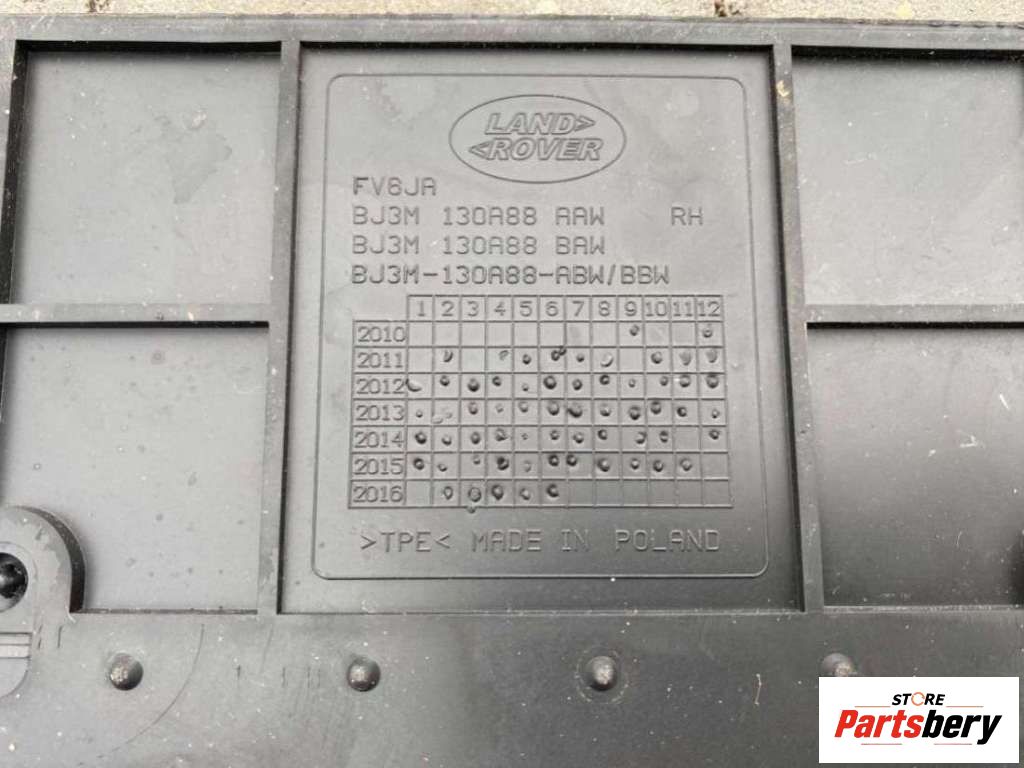 LAND>
<ROVER
FV6JA
BJ3M 130A88 AAW RH
BJ3M 130A88 BAW
BJ3M-130A88-ABW/BBW
1 2 3 4 5 6 7 8 9 10 11 12
2010
2011
2012
2013
2014
2015
2016
>TPE< MADE IN POLAND
STORE
Partsbery